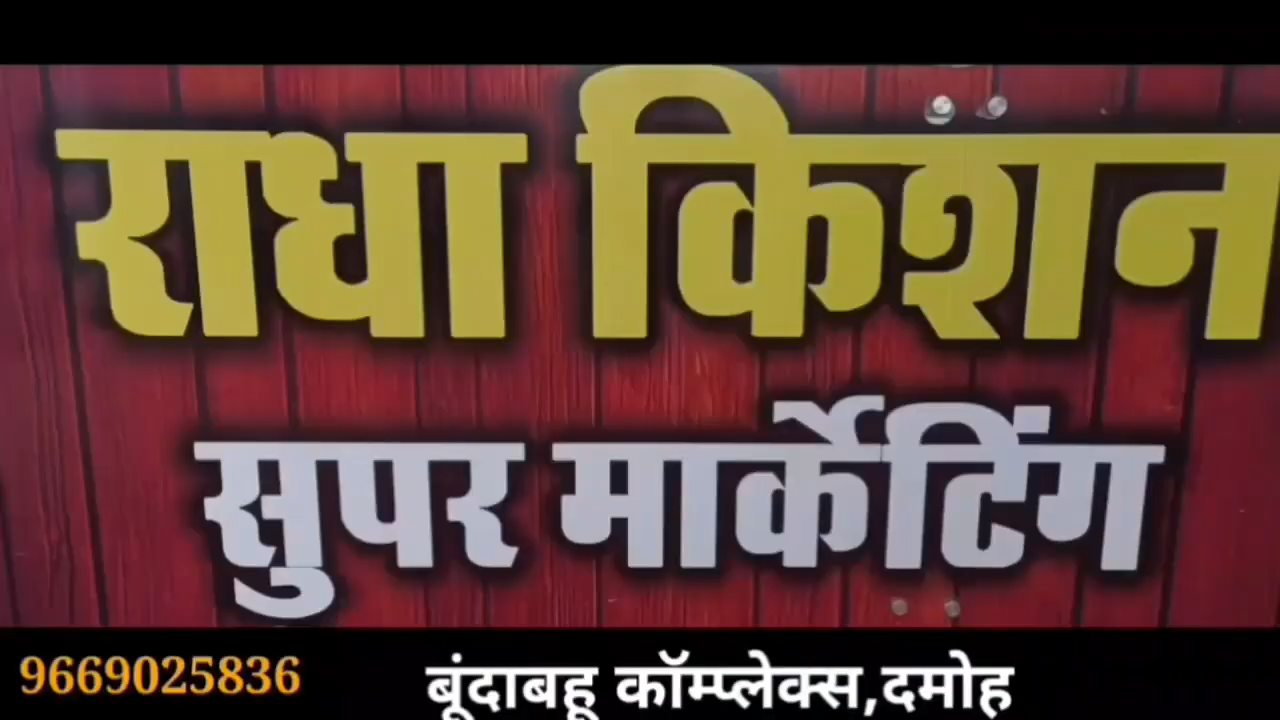 राधा किशन
सुपर मार्केटिंग
9669025836 बूंदाबहू कॉम्प्लेक्स,दमोह